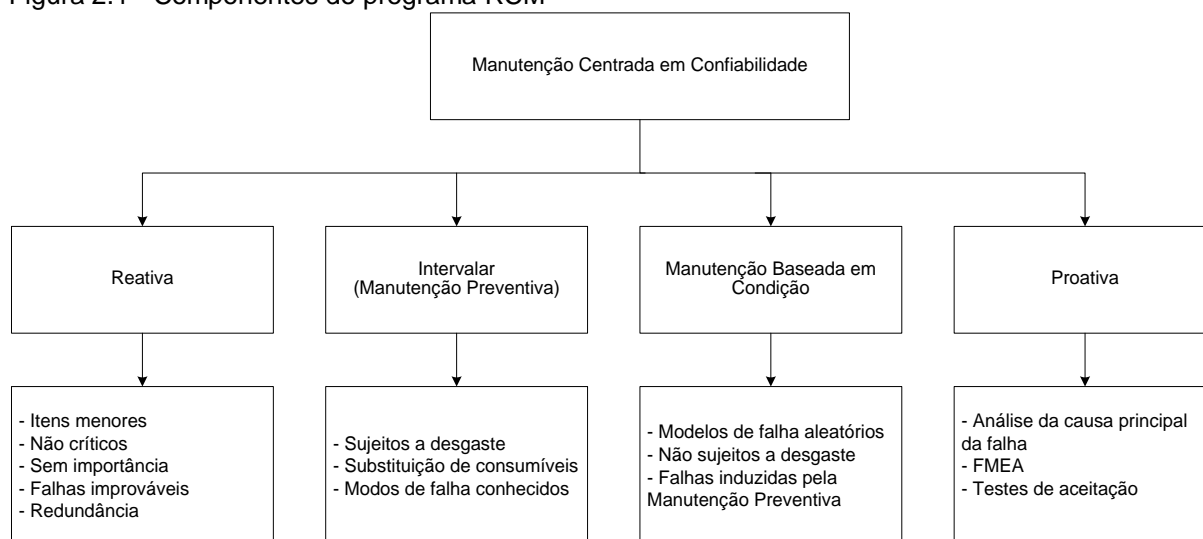 Figura 2.1 - Componentes do programa RCM
Manutenção Centrada em Confiabilidade
Reativa
Intervalar
(Manutenção Preventiva)
Manutenção Baseada em
Condição
Proativa
- Itens menores
- Não críticos
- Sem importância
- Falhas improváveis
- Redundância
- Sujeitos a desgaste
- Substituição de consumíveis
- Modos de falha conhecidos
- Modelos de falha aleatórios
- Não sujeitos a desgaste
- Falhas induzidas pela
Manutenção Preventiva
- Análise da causa principal
da falha
- FMEA
- Testes de aceitação